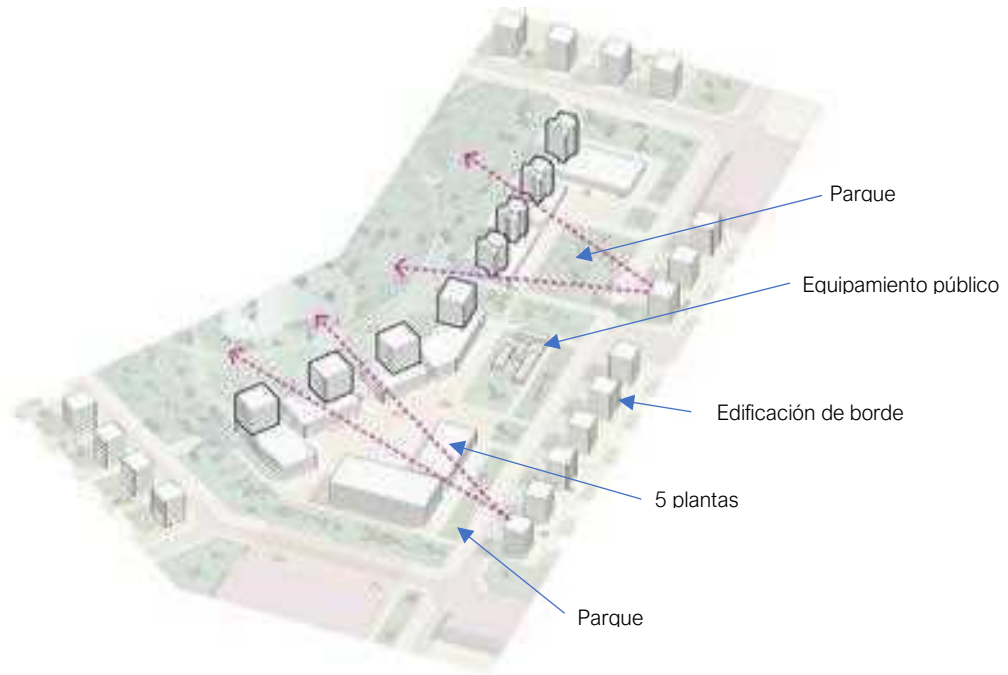 Parque
Equipamiento público
Edificación de borde
5 plantas
Parque